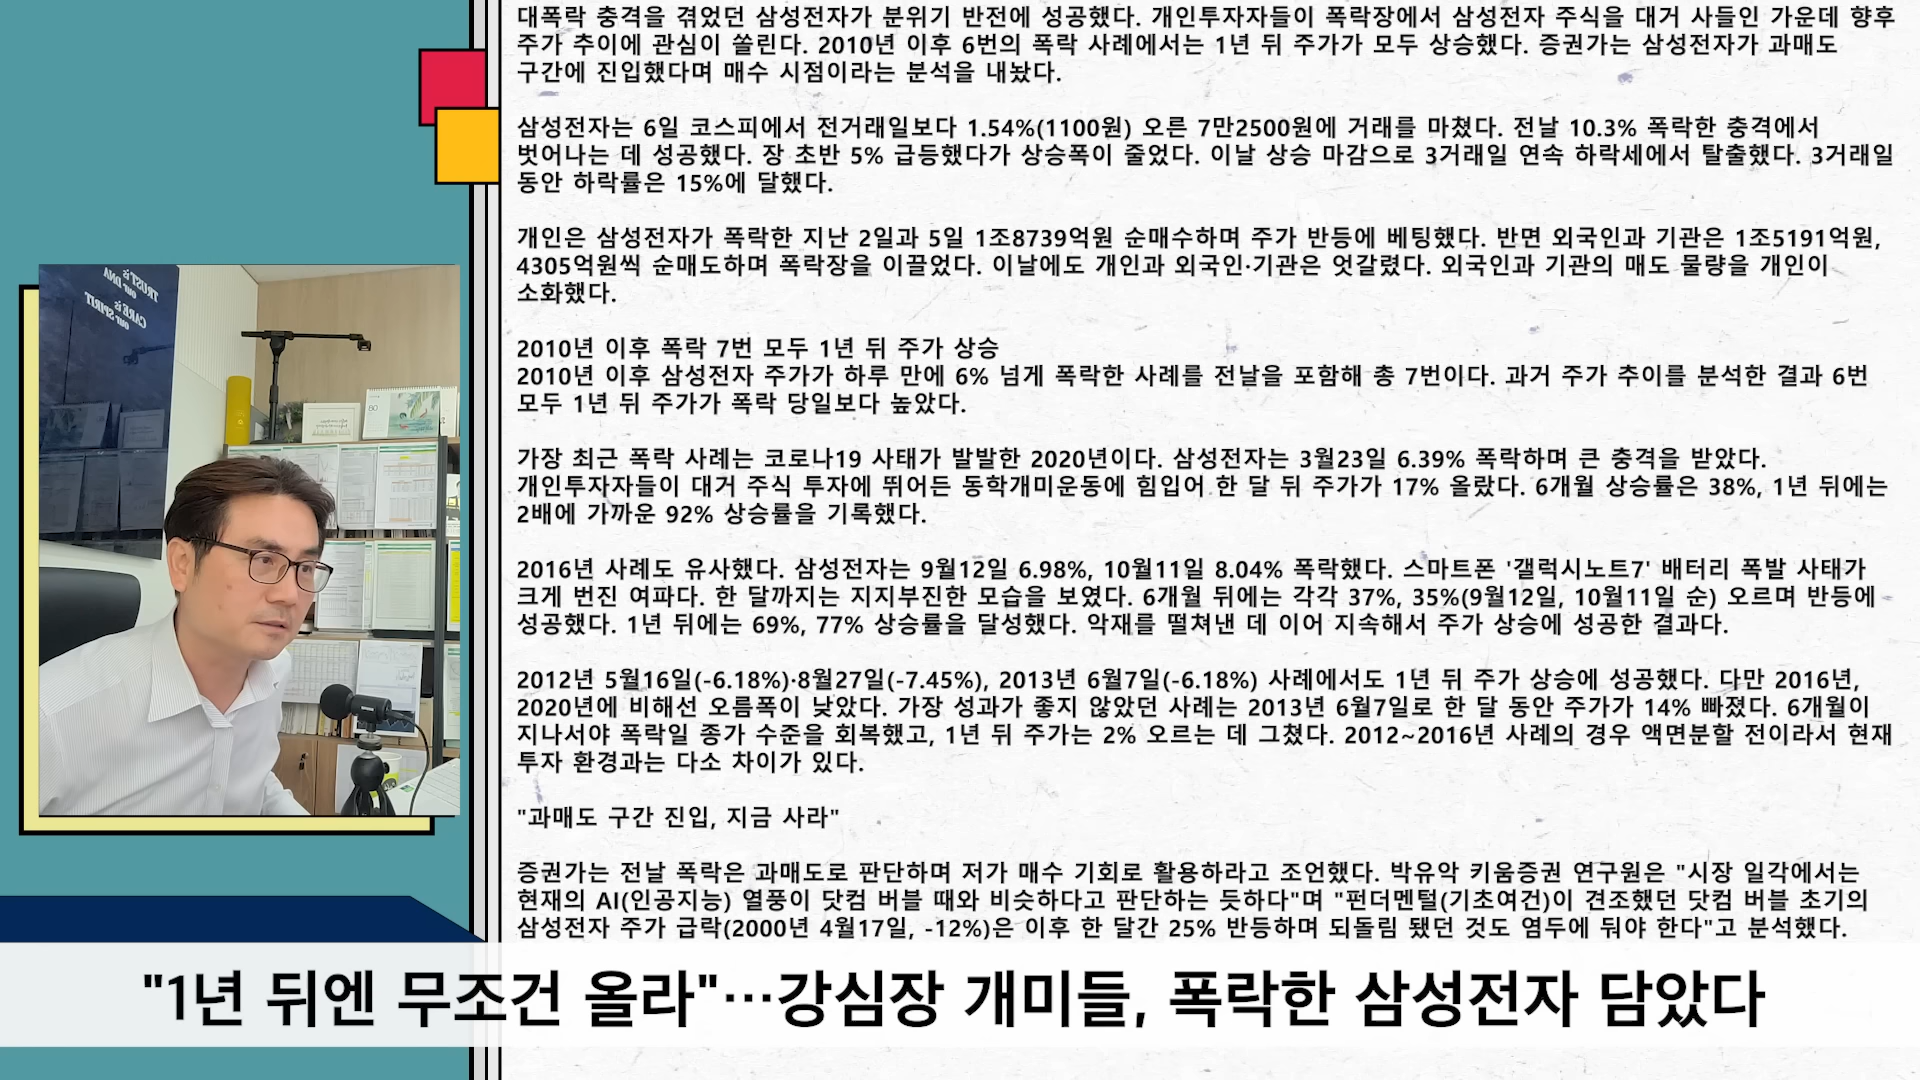 대폭락 충격을 겪었던 삼성전자가 분위기 반전에 성공했다. 개인투자자들이 폭락장에서 삼성전자 주식을 대거 사들인 가운데 향후
주가 추이에 관심이 쏠린다. 2010년 이후 6번의 폭락 사례에서는 1년 뒤 주가가 모두 상승했다. 증권가는 삼성전자가 과매도
구간에 진입했다며 매수 시점이라는 분석을 내놨다.
삼성전자는 6일 코스피에서 전거래일보다 1.54%(1100원) 오른 7만2500원에 거래를 마쳤다. 전날 10.3% 폭락한 충격에서
벗어나는 데 성공했다. 장 초반 5% 급등했다가 상승폭이 줄었다. 이날 상승 마감으로 3거래일 연속 하락세에서 탈출했다. 3거래일
동안 하락률은 15%에 달했다.
개인은 삼성전자가 폭락한 지난 2일과 5일 1조8739억원 순매수하며 주가 반등에 베팅했다. 반면 외국인과 기관은 1조5191억원,
4305억원씩 순매도하며 폭락장을 이끌었다. 이날에도 개인과 외국인·기관은 엇갈렸다. 외국인과 기관의 매도 물량을 개인이
소화했다.
2010년 이후 폭락 7번 모두 1년 뒤 주가 상승
2010년 이후 삼성전자 주가가 하루 만에 6% 넘게 폭락한 사례를 전날을 포함해 총 7번이다. 과거 주가 추이를 분석한 결과 6번
모두 1년 뒤 주가가 폭락 당일보다 높았다.
가장 최근 폭락 사례는 코로나19 사태가 발발한 2020년이다. 삼성전자는 3월23일 6.39% 폭락하며 큰 충격을 받았다.
개인투자자들이 대거 주식 투자에 뛰어든 동학개미운동에 힘입어 한 달 뒤 주가가 17% 올랐다. 6개월 상승률은 38%, 1년 뒤에는
2배에 가까운 92% 상승률을 기록했다.
2016년 사례도 유사했다. 삼성전자는 9월12일 6.98%, 10월11일 8.04% 폭락했다. 스마트폰 '갤럭시노트7' 배터리 폭발 사태가
크게 번진 여파다. 한 달까지는 지지부진한 모습을 보였다. 6개월 뒤에는 각각 37%, 35%(9월12일, 10월11일 순) 오르며 반등에
성공했다. 1년 뒤에는 69%, 77% 상승률을 달성했다. 악재를 떨쳐낸 데 이어 지속해서 주가 상승에 성공한 결과다.
2012년 5월16일(-6.18%)·8월27일(-7.45%), 2013년 6월7일(-6.18%) 사례에서도 1년 뒤 주가 상승에 성공했다. 다만 2016년,
2020년에 비해선 오름폭이 낮았다. 가장 성과가 좋지 않았던 사례는 2013년 6월7일로 한 달 동안 주가가 14% 빠졌다. 6개월이
지나서야 폭락일 종가 수준을 회복했고, 1년 뒤 주가는 2% 오르는 데 그쳤다. 2012~2016년 사례의 경우 액면분할 전이라서 현재
투자 환경과는 다소 차이가 있다.
"과매도 구간 진입, 지금 사라"
증권가는 전날 폭락은 과매도로 판단하며 저가 매수 기회로 활용하라고 조언했다. 박유악 키움증권 연구원은 "시장 일각에서는
현재의 AI(인공지능) 열풍이 닷컴 버블 때와 비슷하다고 판단하는 듯하다"며 "펀더멘털(기초여건)이 견조했던 닷컴 버블 초기의
삼성전자 주가 급락(2000년 4월17일, -12%)은 이후 한 달간 25% 반등하며 되돌림 됐던 것도 염두에 둬야 한다"고 분석했다.
TRUST is
our DNA
CARE is
our SPIRIT
"1년 뒤엔 무조건 올라"…강심장 개미들, 폭락한 삼성전자 담았다